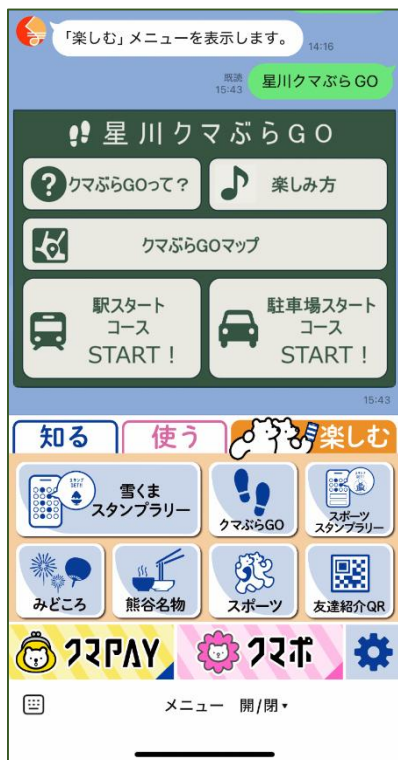 「楽しむ」メニューを表示します。
14:16
既読
15:43
星川クマぶら GO
星川クマぶらGO
?
クマぶらGOって？
楽しみ方
クマぶらGOマップ
駅スタート
コース
START！
駐車場スタート
コース
START！
15:43
知る
使う
楽しむ
雪くま
スタンプラリー
クマぶらGO
スポーツ
スタンプラリー
みどころ
熊谷名物
スポーツ
友達紹介QR
クマPAY
クマポ
メニュー 開/閉▾